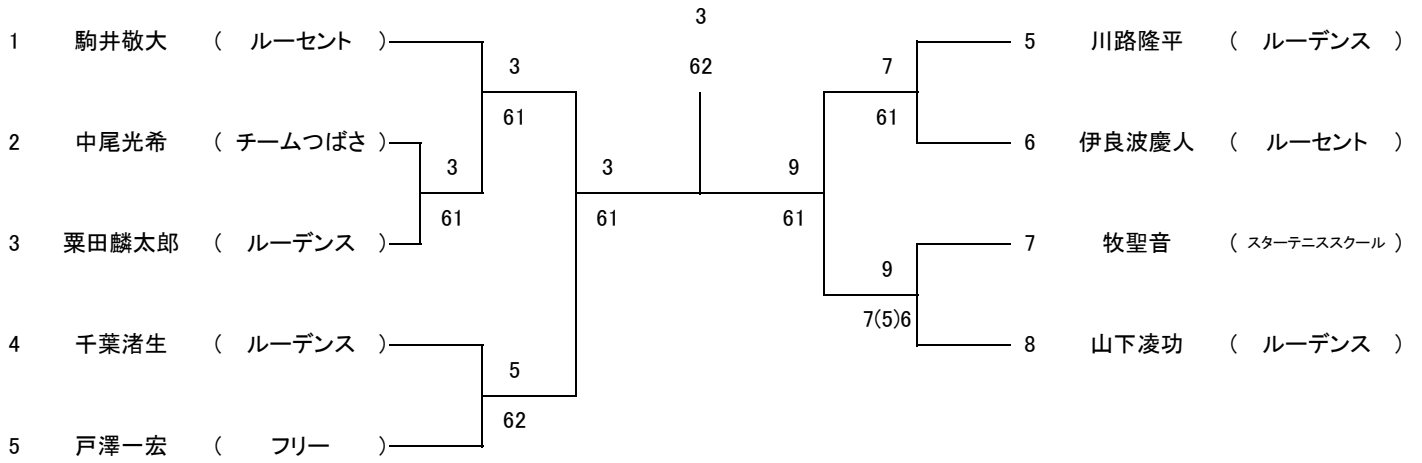 3
1 駒井敬大 ( ルーセント ) 5 川路隆平 ( ルーデンス )
3 62 7
61 61
2 中尾光希 ( チームつばさ ) 6 伊良波慶人 ( ルーセント )
3 3 9
61 61 61
3 粟田麟太郎 ( ルーデンス ) 7 牧聖音 ( スターテニススクール )
9
7(5)6
4 千葉渚生 ( ルーデンス ) 8 山下凌功 ( ルーデンス )
5
62
5 戸澤一宏 ( フリー )